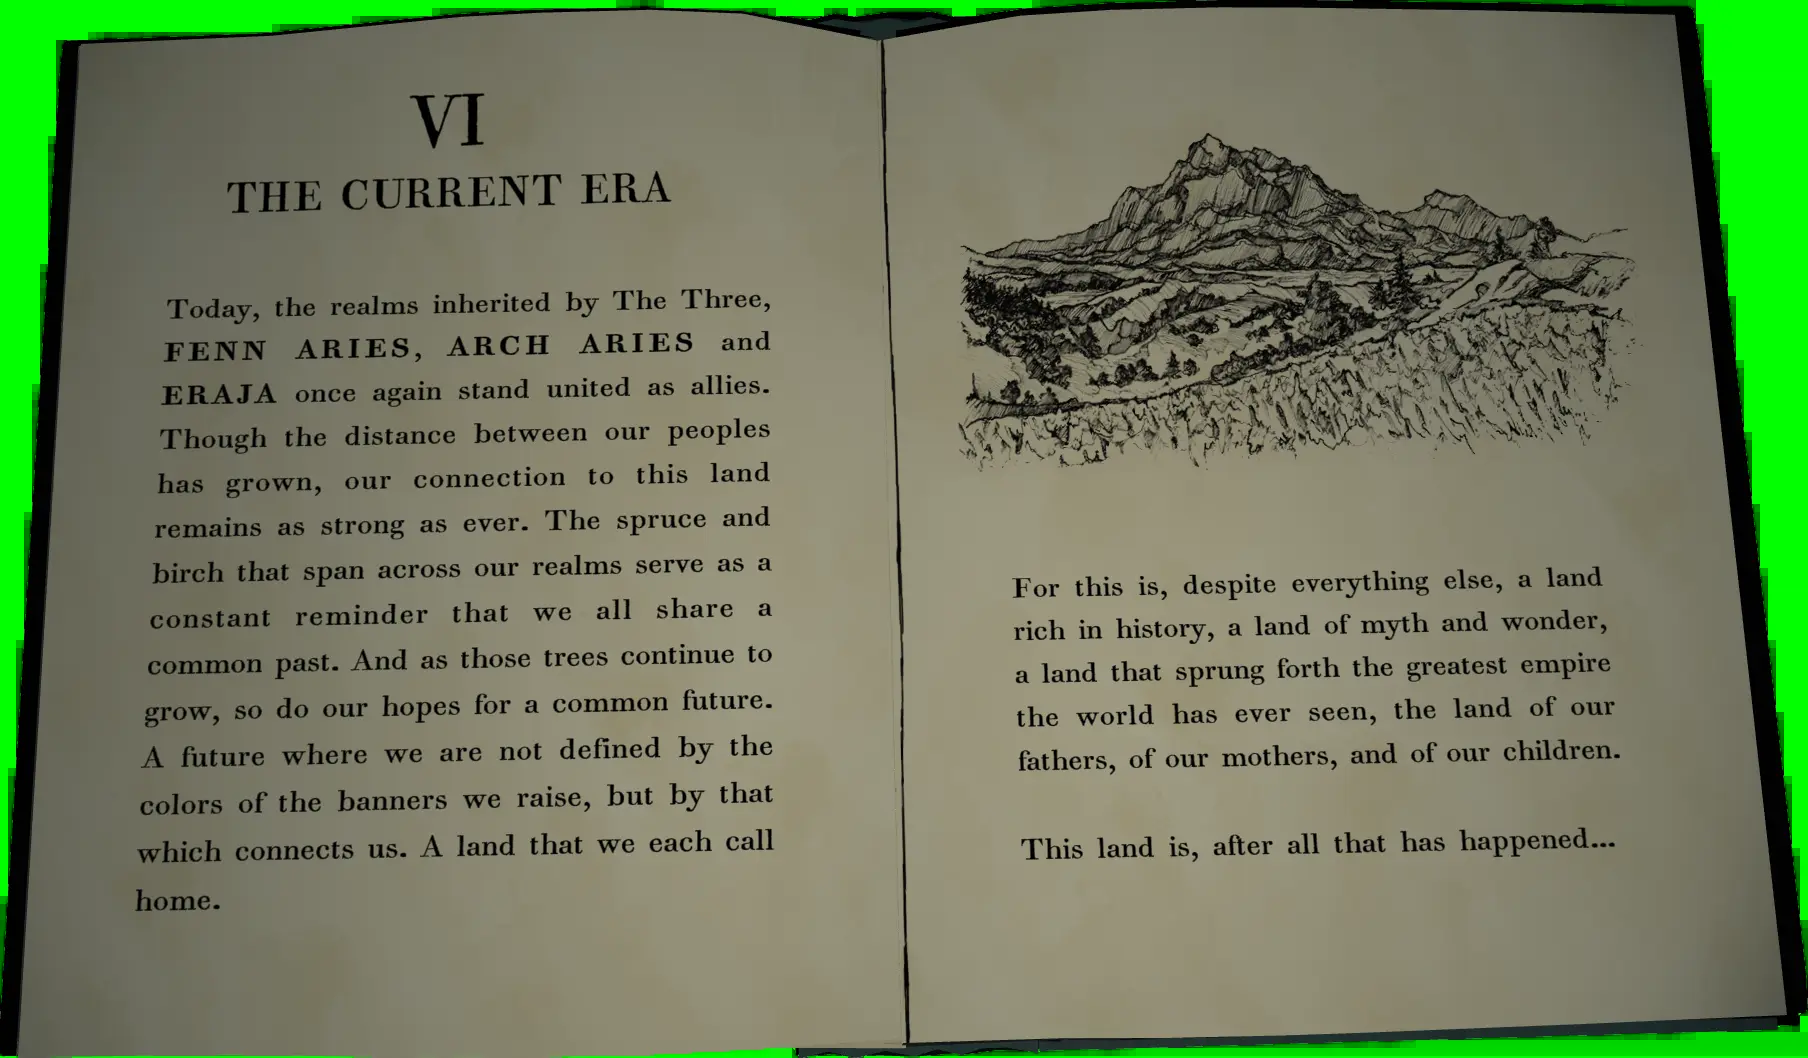 VI
THE CURRENT ERA
Today, the realms inherited by The Three,
FENN ARIES, ARCH ARIES and
ERAJA once again stand united as allies.
Though the distance between our peoples
has grown, our connection to this land
remains as strong as ever. The spruce and
birch that span across our realms serve as a
constant reminder that we all share a
common past. And as those trees continue to
grow, so do our hopes for a common future.
A future where we are not defined by the
colors of the banners we raise, but by that
which connects us. A land that we each call
home.
For this is, despite everything else, a land
rich in history, a land of myth and wonder,
a land that sprung forth the greatest empire
the world has ever seen, the land of our
fathers, of our mothers, and of our children.
This land is, after all that has happened...